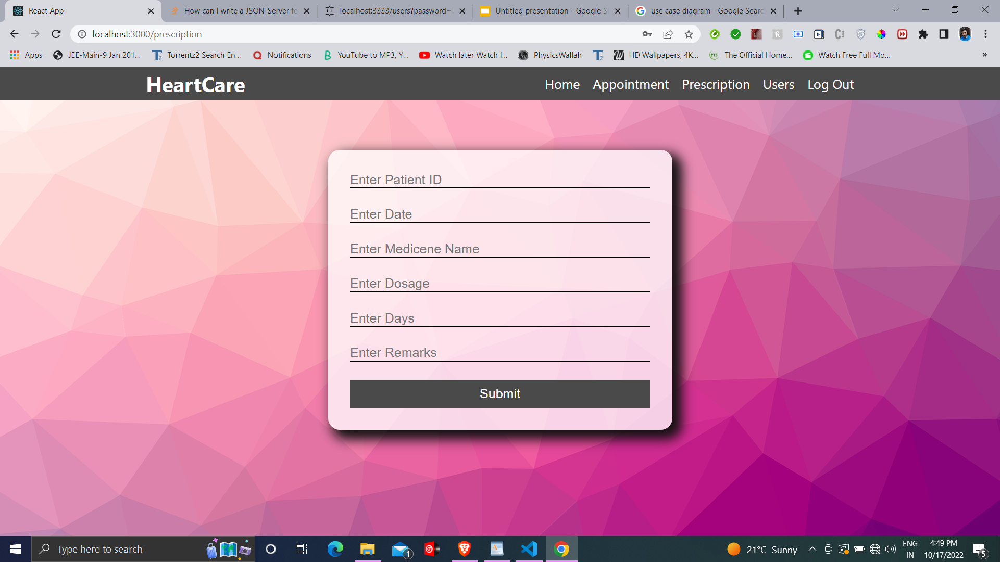 React App
How can I write a JSON-Server fe
localhost:3333/users?password=
Untitled presentation - Google Sl
use case diagram - Google Searc
localhost:3000/prescription
Apps
JEE-Main-9 Jan 201...
Torrentz2 Search En...
Notifications
YouTube to MP3, Y...
Watch later Watch l...
PhysicsWallah
HD Wallpapers, 4K...
The Official Home...
Watch Free Full Mo...
»
HeartCare
Home Appointment Prescription Users Log Out
Enter Patient ID
Enter Date
Enter Medicene Name
Enter Dosage
Enter Days
Enter Remarks
Submit
Type here to search
1
21°C Sunny
ENG
IN
4:49 PM
10/17/2022
5